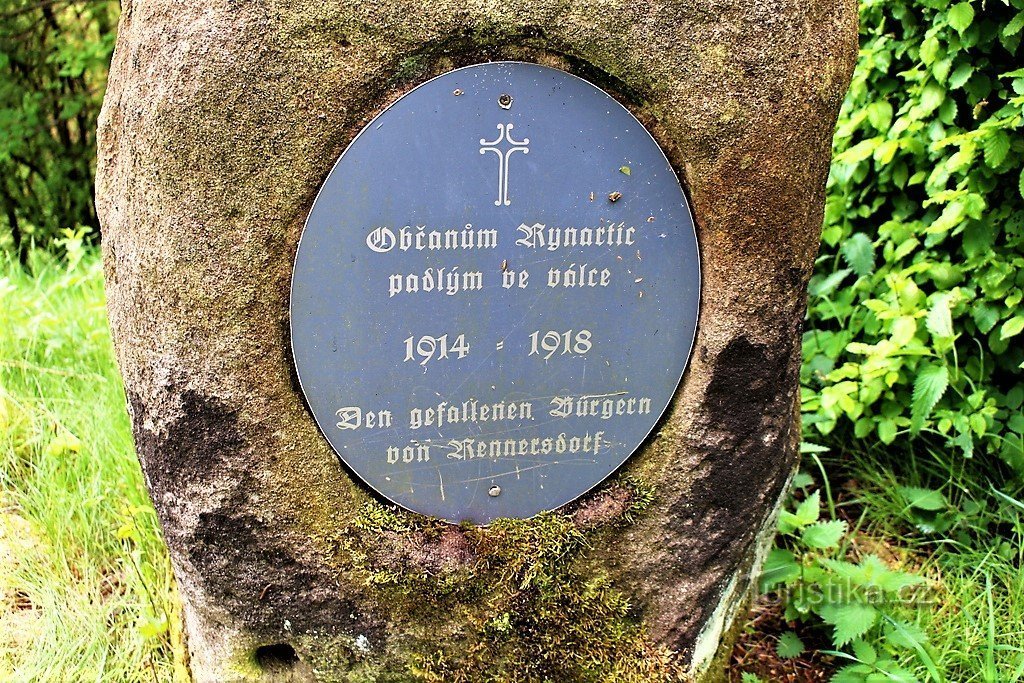 Občanům Rynartic
padlým ve válce
1914 - 1918
Den gefallenen Bürgern
von Rennersdorf
Turistika.cz